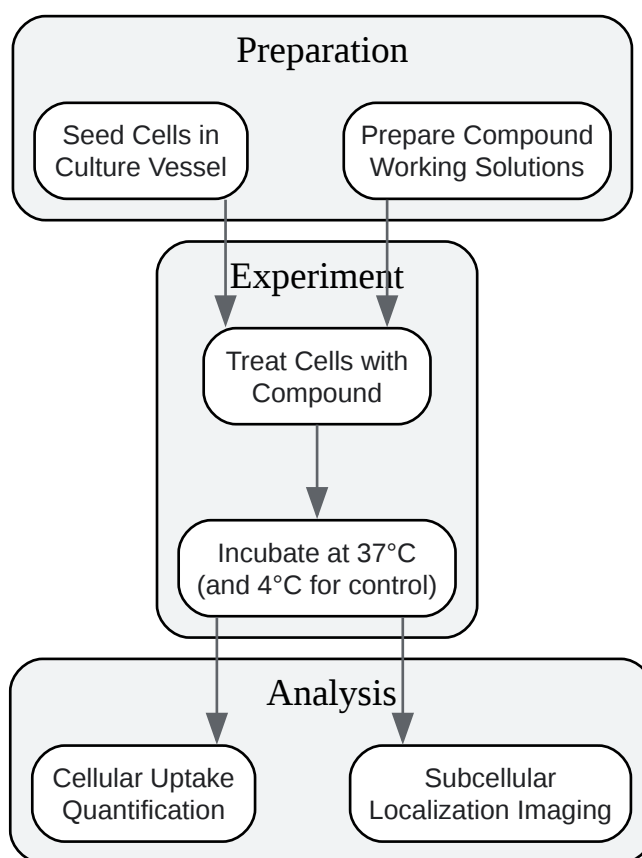 Preparation
Seed Cells in
Culture Vessel
Prepare Compound
Working Solutions
Experiment
Treat Cells with
Compound
Incubate at 37°C
(and 4°C for control)
Analysis
Cellular Uptake
Quantification
Subcellular
Localization Imaging